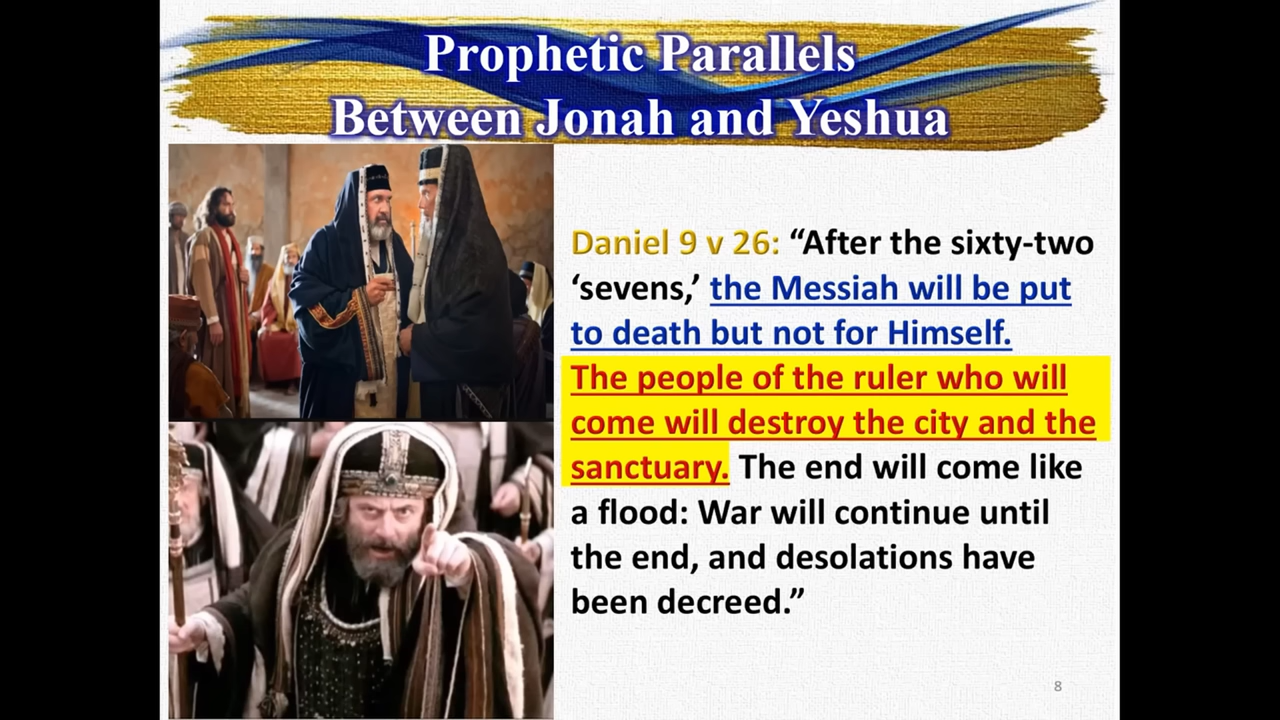 Prophetic Parallels
Between Jonah and Yeshua
Daniel 9 v 26: “After the sixty-two
‘sevens,’ the Messiah will be put
to death but not for Himself.
The people of the ruler who will
come will destroy the city and the
sanctuary. The end will come like
a flood: War will continue until
the end, and desolations have
been decreed.”
8